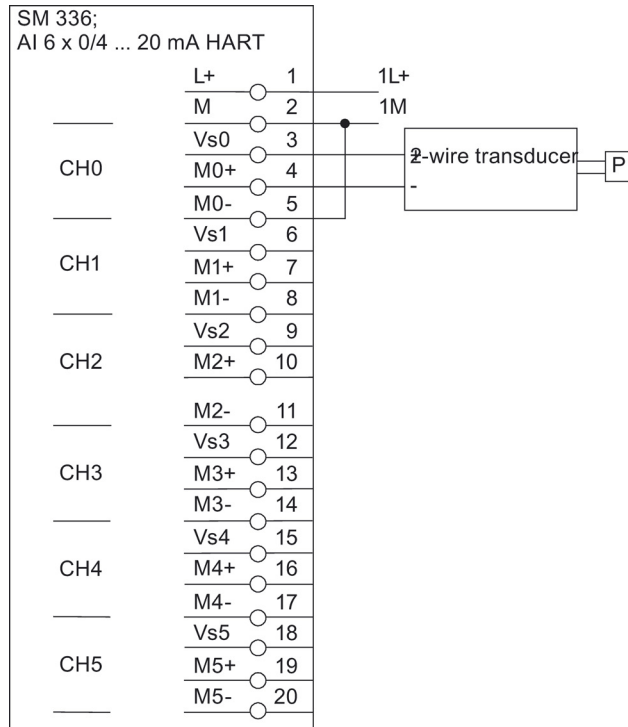 SM 336;
AI 6 x 0/4 ... 20 mA HART
L+ 1 1L+
M 2 1M
Vs0 3
CH0 M0+ 4
M0- 5
+ 2-wire transducer P
-
Vs1 6
CH1 M1+ 7
M1- 8
Vs2 9
CH2 M2+ 10
M2- 11
Vs3 12
CH3 M3+ 13
M3- 14
Vs4 15
CH4 M4+ 16
M4- 17
Vs5 18
CH5 M5+ 19
M5- 20